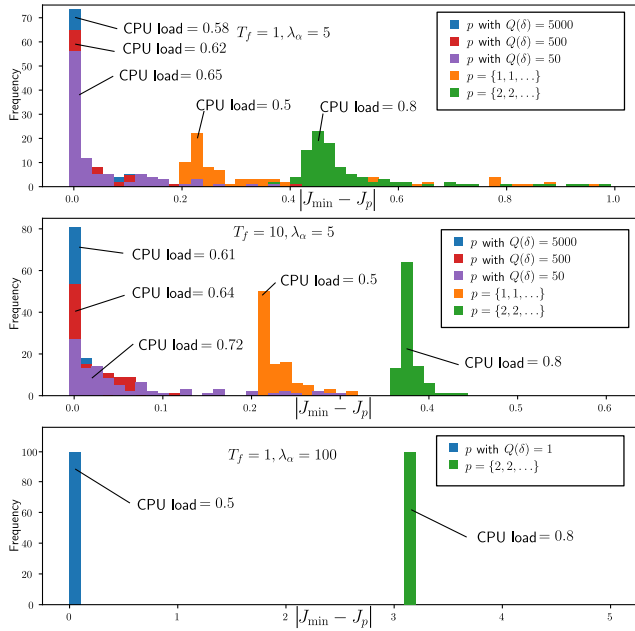 T_f = 1, λ_α = 5
CPU load = 0.58
CPU load = 0.62
CPU load = 0.65
CPU load = 0.5
CPU load = 0.8
p with Q(δ) = 5000
p with Q(δ) = 500
p with Q(δ) = 50
p = {1, 1, . . .}
p = {2, 2, . . .}
Frequency
70
60
50
40
30
20
10
0
0.0 0.2 0.4 0.6 0.8 1.0
|J_min − J_p|
T_f = 10, λ_α = 5
CPU load = 0.61
CPU load = 0.64
CPU load = 0.72
CPU load = 0.5
CPU load = 0.8
p with Q(δ) = 5000
p with Q(δ) = 500
p with Q(δ) = 50
p = {1, 1, . . .}
p = {2, 2, . . .}
Frequency
80
60
40
20
0
0.0 0.1 0.2 0.4 0.5 0.6
|J_min − J_p|
T_f = 1, λ_α = 100
CPU load = 0.5
CPU load = 0.8
p with Q(δ) = 1
p = {2, 2, . . .}
Frequency
100
80
60
40
20
0
0 1 2 3 4 5
|J_min − J_p|